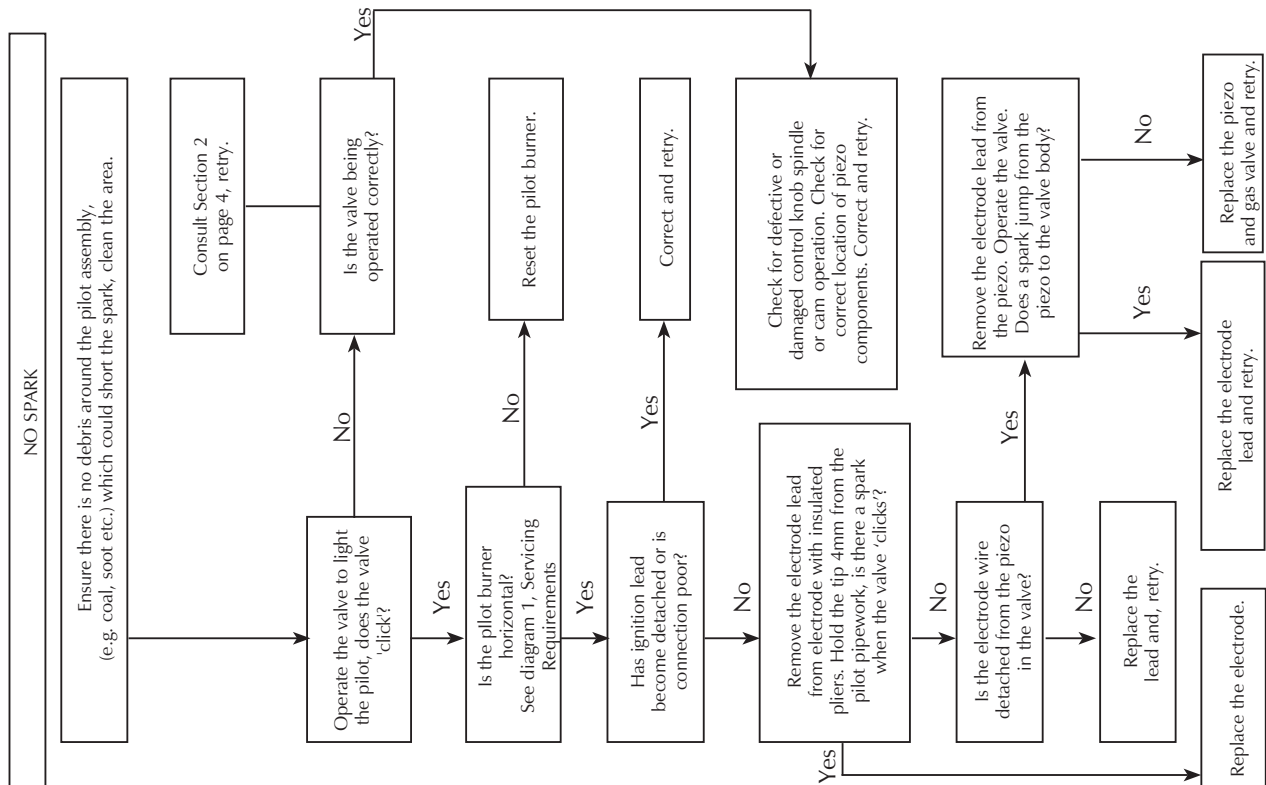 NO SPARK
Ensure there is no debris around the pilot assembly,
(e.g. coal, soot etc.) which could short the spark, clean the area.
Operate the valve to light
the pilot, does the valve
'click'?
No
Is the valve being
operated correctly?
Consult Section 2
on page 4, retry.
Yes
Yes
Is the pilot burner
horizontal?
See diagram 1, Servicing
Requirements
No
Reset the pilot burner.
Yes
Has ignition lead
become detached or is
connection poor?
Yes
Correct and retry.
No
Remove the electrode lead
from electrode with insulated
pliers. Hold the tip 4mm from the
pilot pipework, is there a spark
when the valve 'clicks'?
Check for defective or
damaged control knob spindle
or cam operation. Check for
correct location of piezo
components. Correct and retry.
Yes
No
Is the electrode wire
detached from the piezo
in the valve?
Yes
Remove the electrode lead from
the piezo. Operate the valve.
Does a spark jump from the
piezo to the valve body?
No
Replace the
lead and, retry.
Yes
No
Replace the electrode.
Replace the electrode
lead and retry.
Replace the piezo
and gas valve and retry.